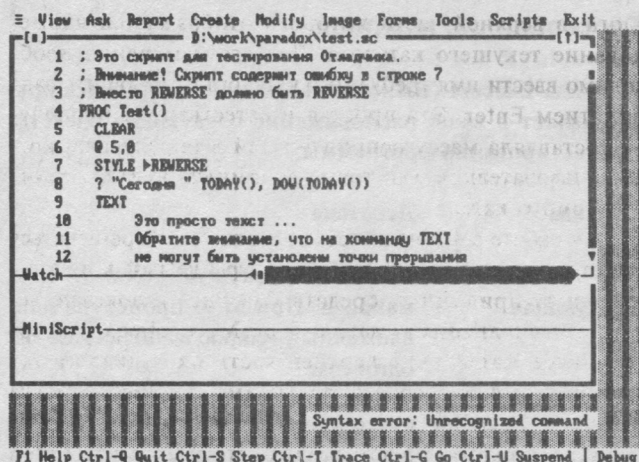 ≡ View Ask Report Create Modify Image Forms Tools Scripts Exit
[■] D:\work\paradox\test.sc [↑]
1 ; Это скрипт для тестирования Отладчика.
2 ; Внимание! Скрипт содержит ошибку в строке 7
3 ; Вместо REWERSE должно быть REVERSE
4 PROC Test()
5 CLEAR
6 @ 5,0
7 STYLE ►REWERSE
8 ? "Сегодня " TODAY(), DOW(TODAY())
9 TEXT
10 Это просто текст ...
11 Обратите внимание, что на комманду TEXT
12 не могут быть установлены точки прерывания
Watch
MiniScript
Syntax error: Unrecognized command
F1 Help Ctrl-Q Quit Ctrl-S Step Ctrl-T Trace Ctrl-G Go Ctrl-U Suspend | Debug